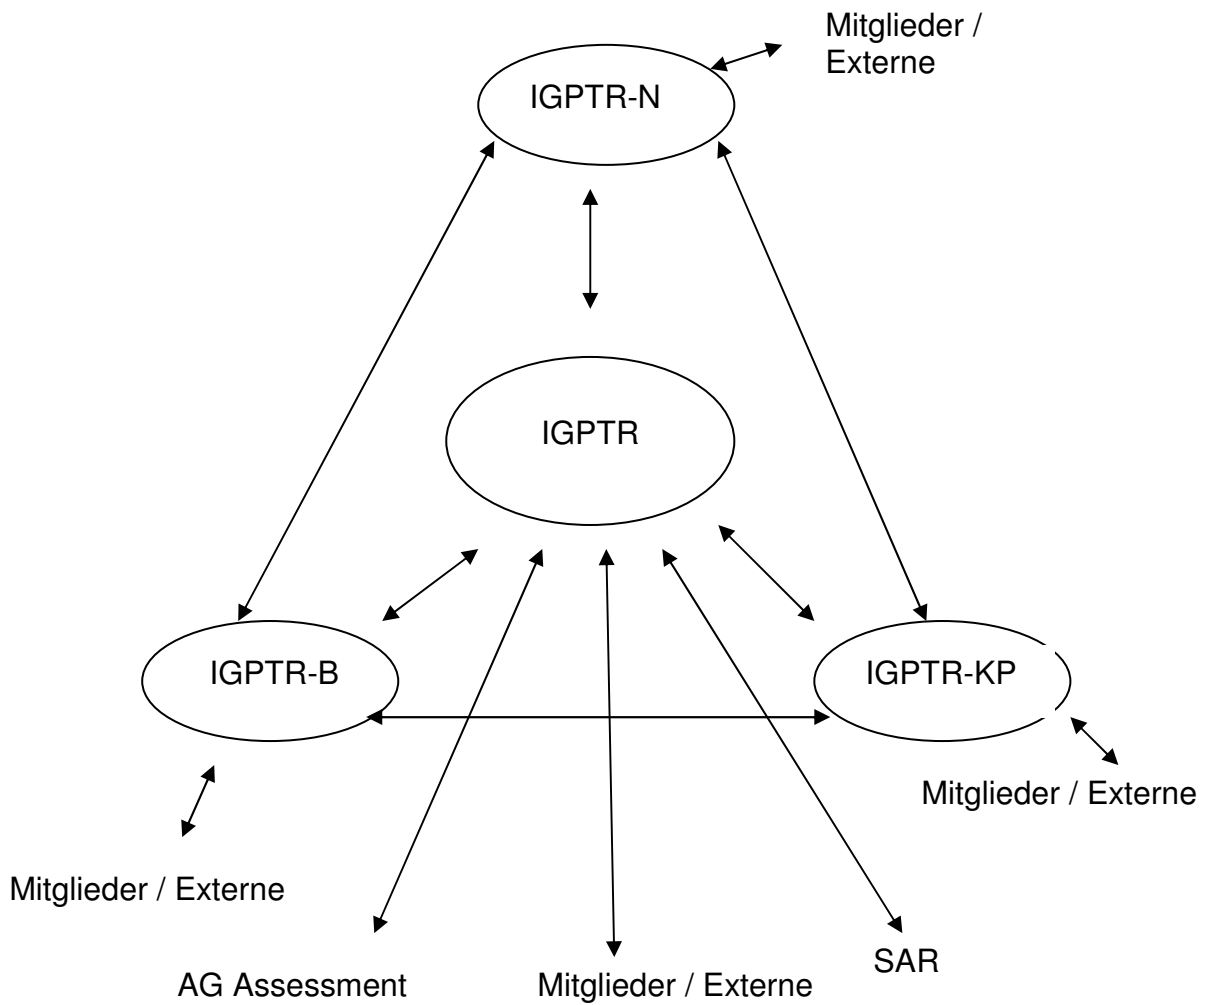 Mitglieder /
Externe
IGPTR-N
IGPTR
IGPTR-B
IGPTR-KP
Mitglieder / Externe
Mitglieder / Externe
SAR
AG Assessment
Mitglieder / Externe